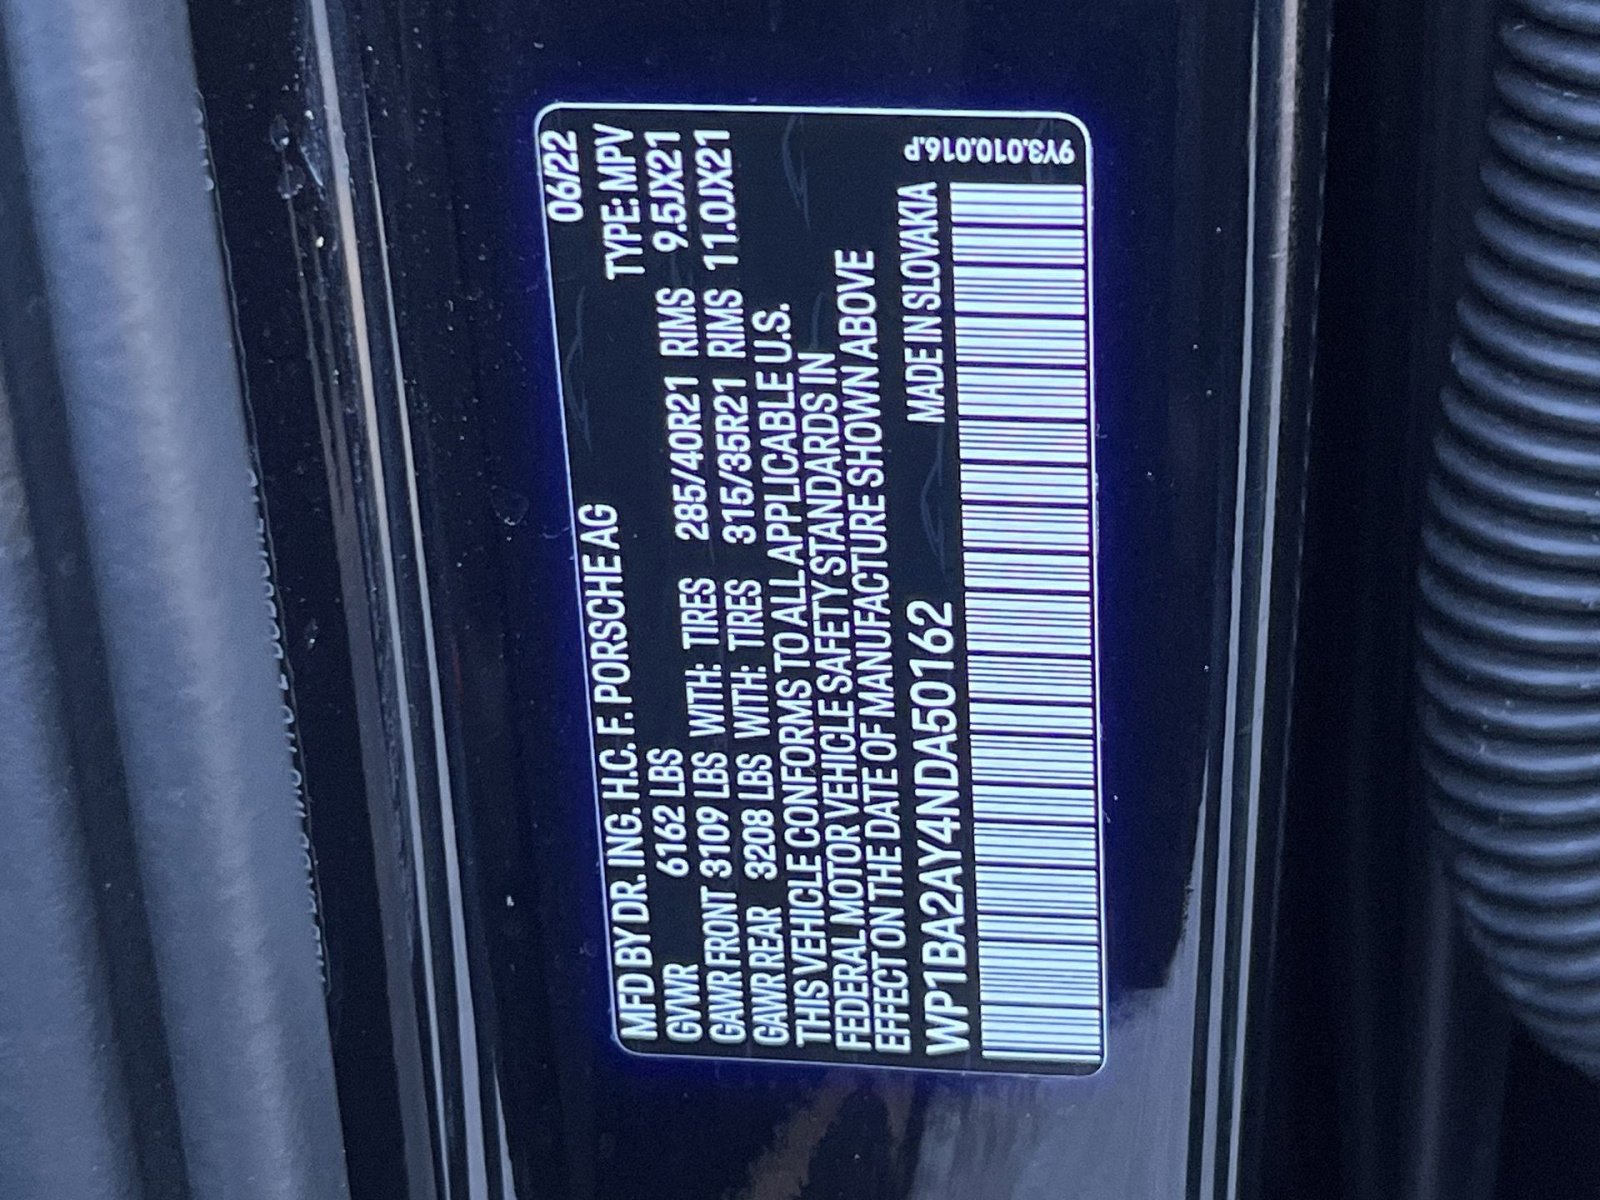 06/22
MFD BY DR. ING. H.C. F. PORSCHE AG TYPE: MPV
GVWR 6162 LBS
GAWR FRONT 3109 LBS WITH: TIRES 285/40R21 RIMS 9.5JX21
GAWR REAR 3208 LBS WITH: TIRES 315/35R21 RIMS 11.0JX21
THIS VEHICLE CONFORMS TO ALL APPLICABLE U.S.
FEDERAL MOTOR VEHICLE SAFETY STANDARDS IN
EFFECT ON THE DATE OF MANUFACTURE SHOWN ABOVE
WP1BA2AY4NDA50162 MADE IN SLOVAKIA
9Y3.010.016.P